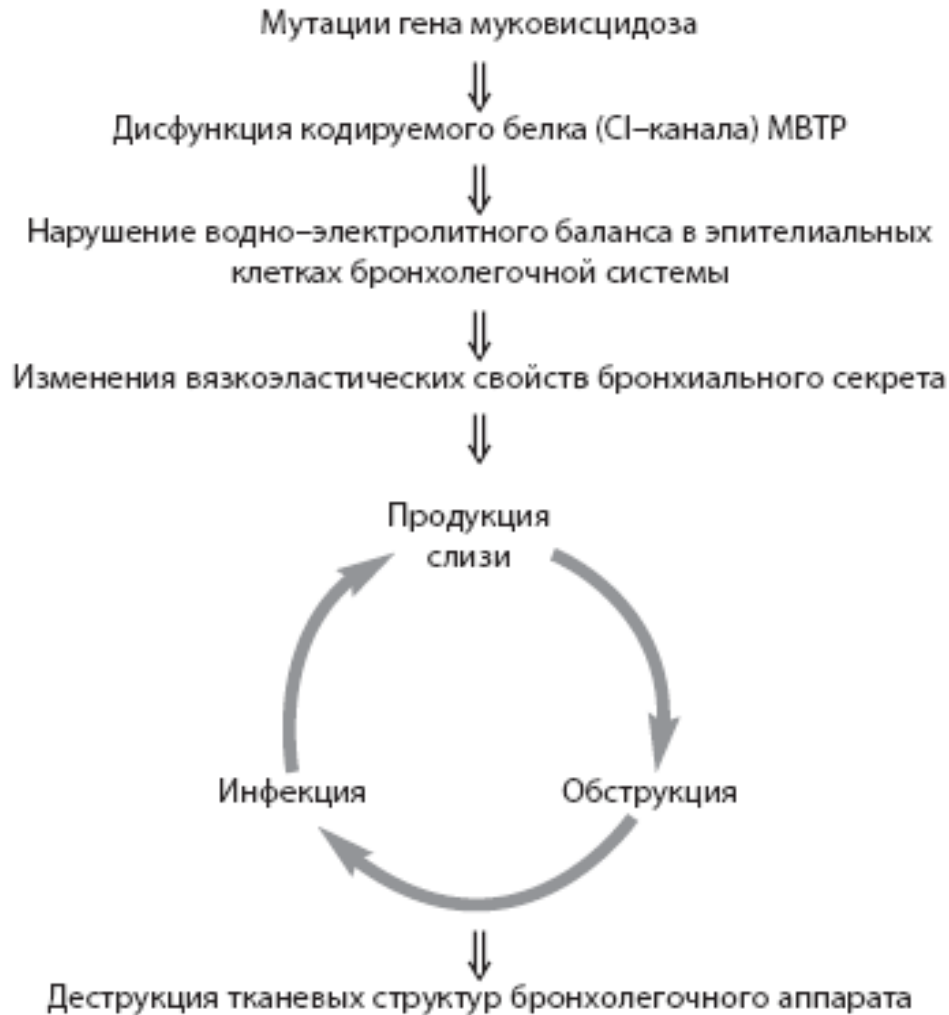 Мутации гена муковисцидоза
Дисфункция кодируемого белка (Cl–канала) МВТР
Нарушение водно–электролитного баланса в эпителиальных
клетках бронхолегочной системы
Изменения вязкоэластических свойств бронхиального секрета
Продукция
слизи
Инфекция
Обструкция
Деструкция тканевых структур бронхолегочного аппарата